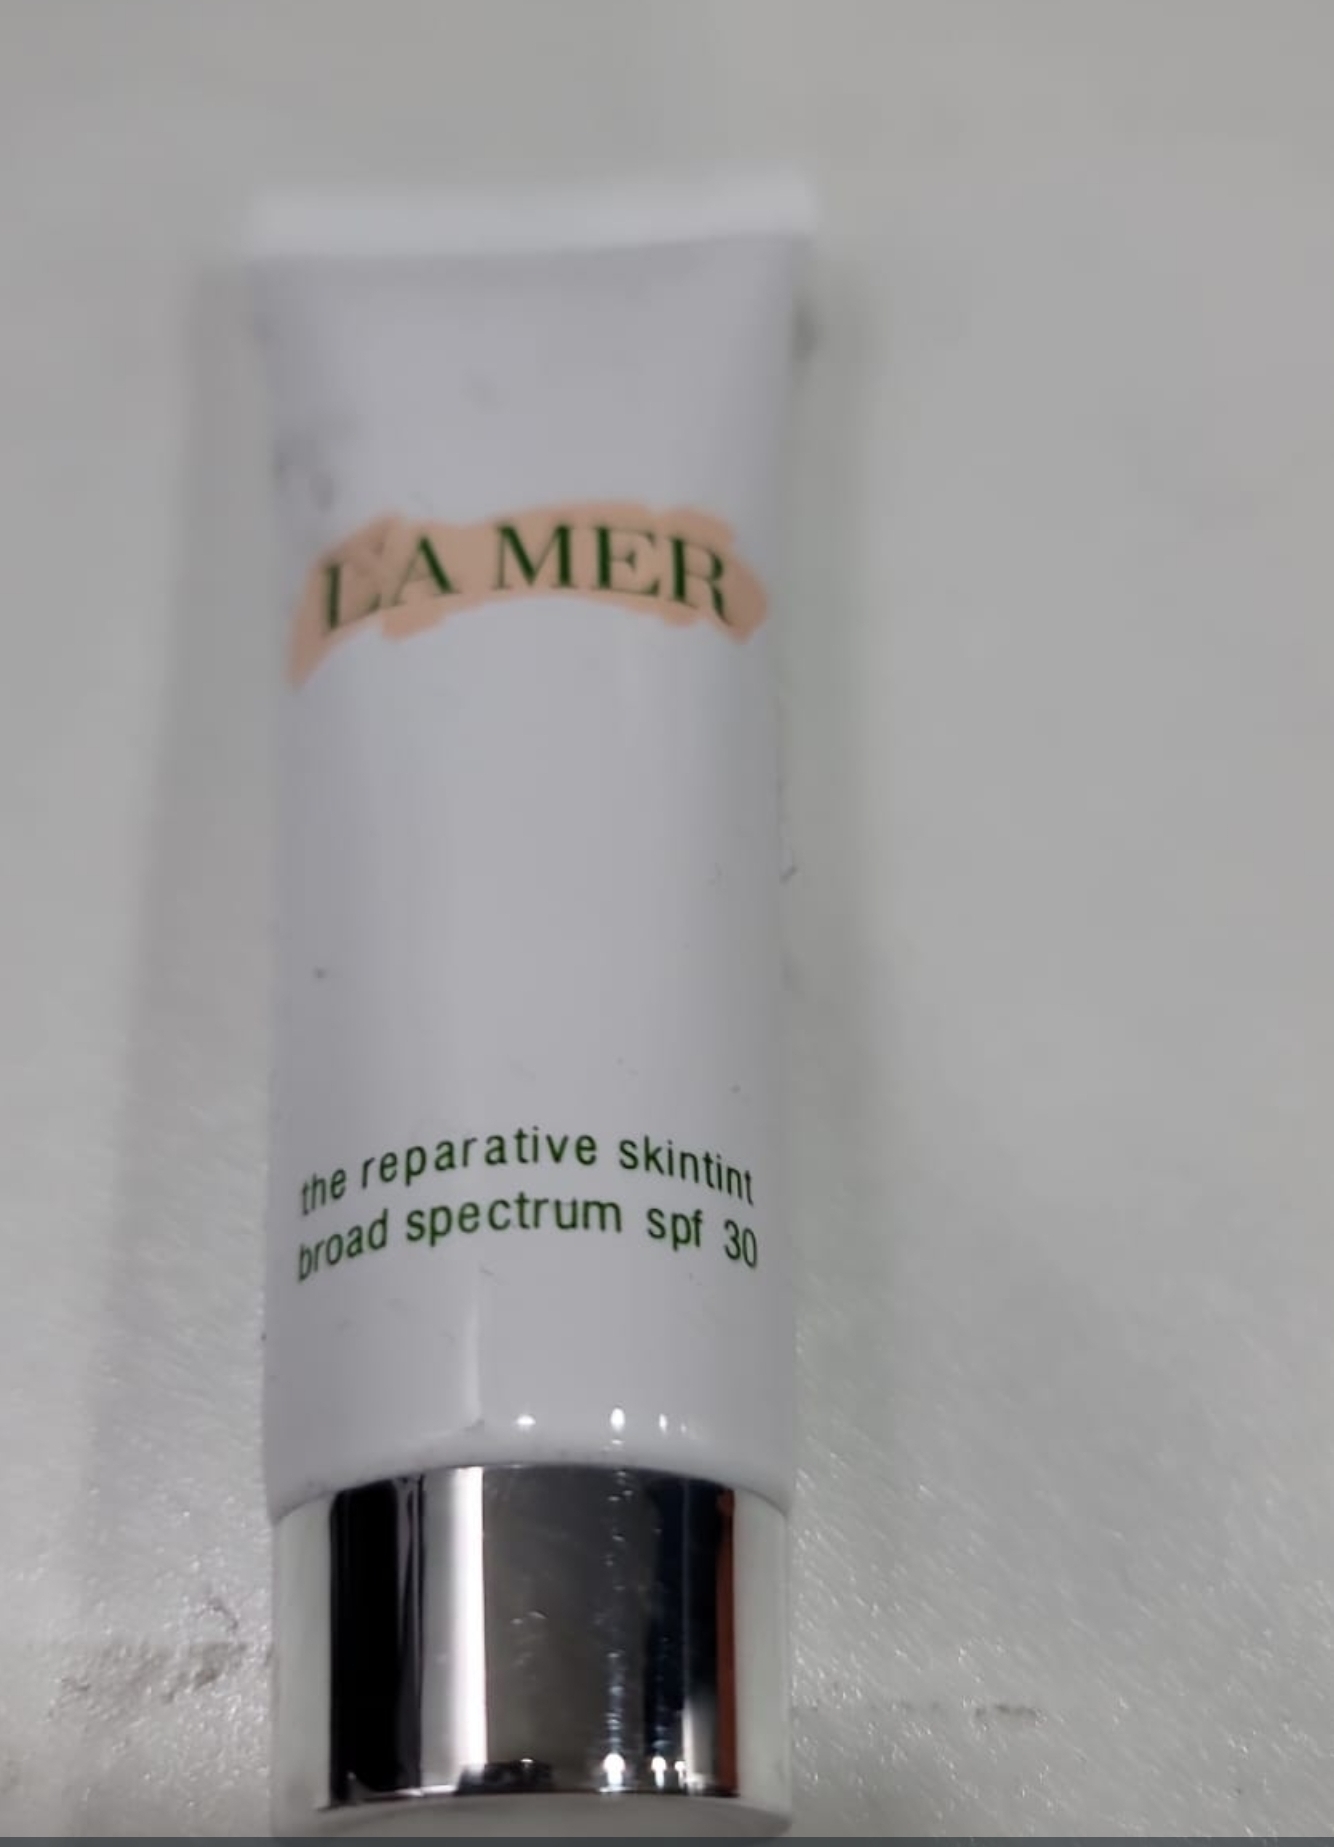 LA MER
the reparative skintint
broad spectrum spf 30